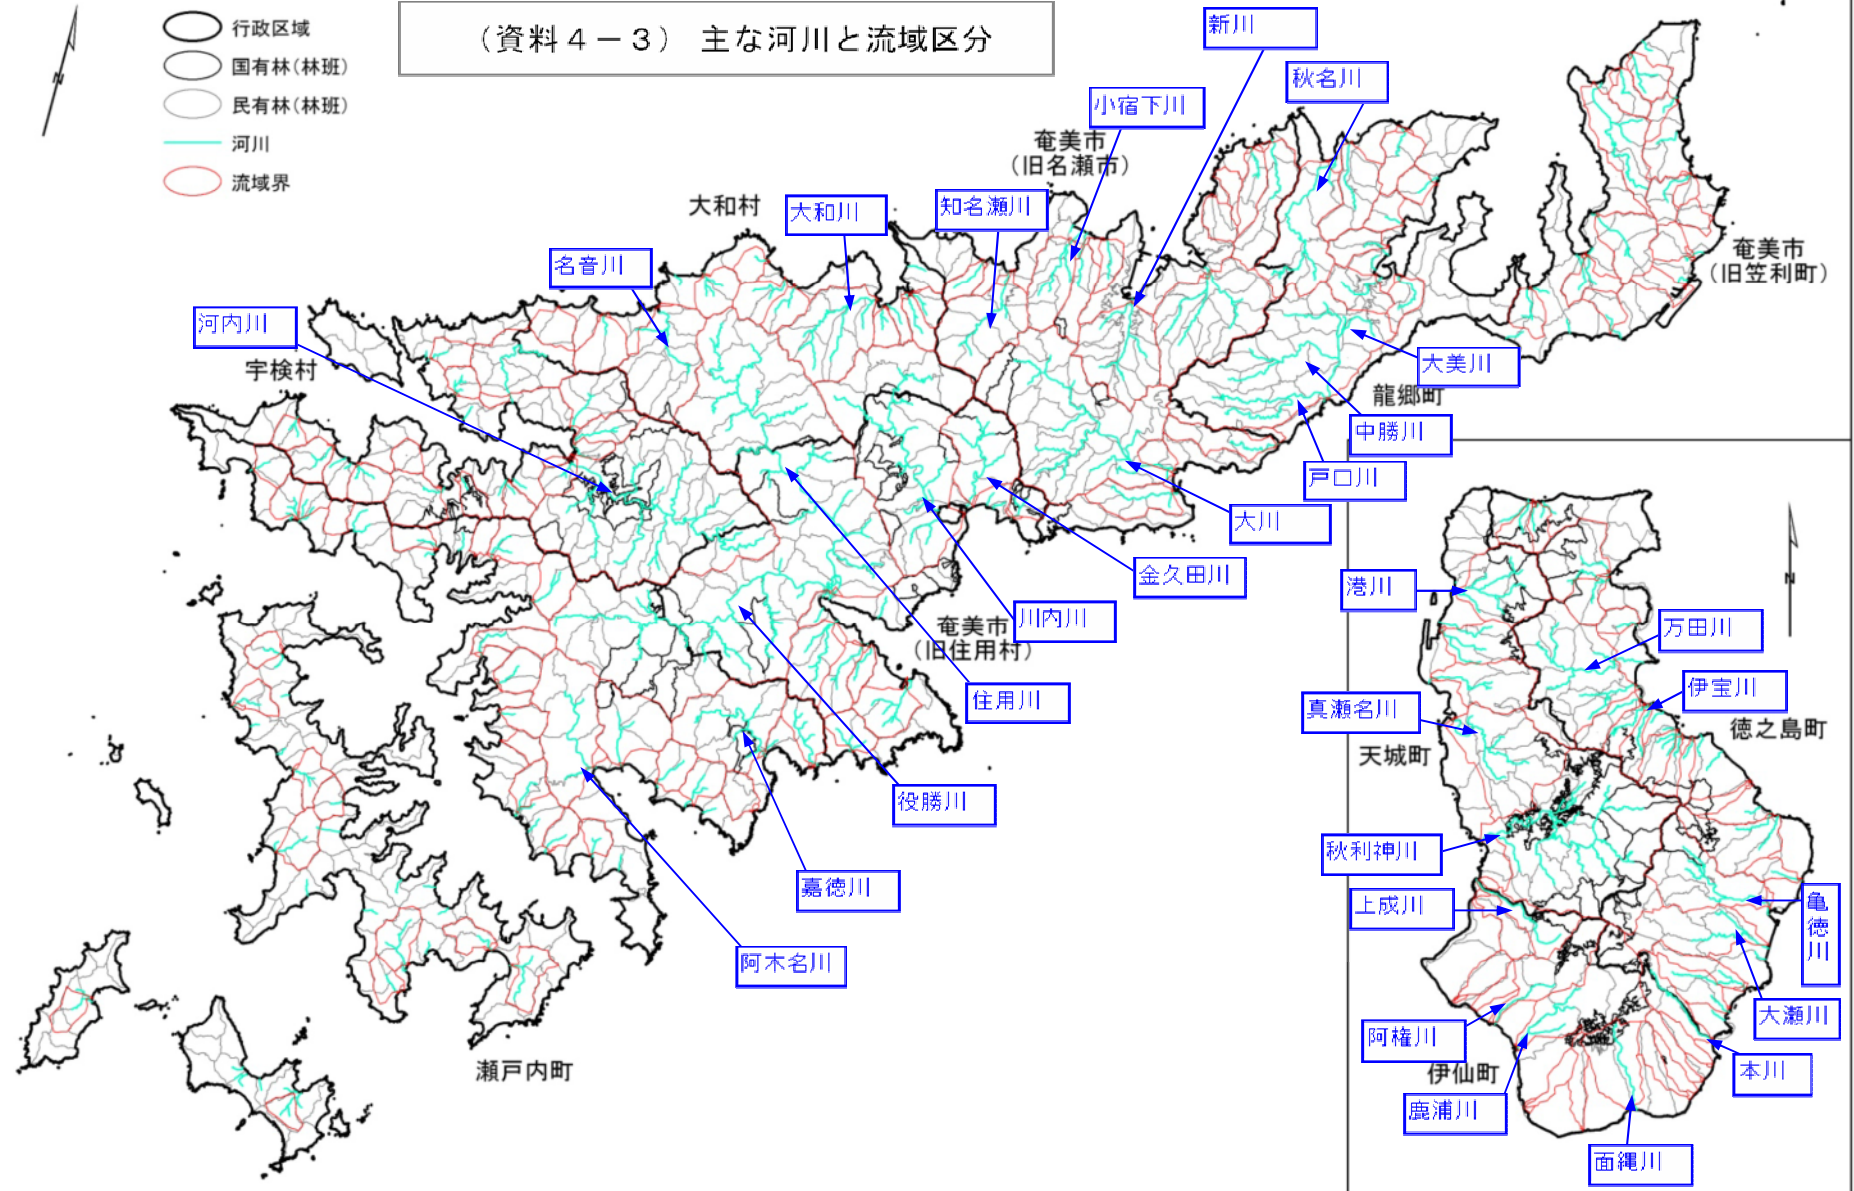 (資料4-3) 主な河川と流域区分
N
行政区域
国有林(林班)
民有林(林班)
河川
流域界
新川
秋名川
小宿下川
奄美市
(旧名瀬市)
大和村
大和川
知名瀬川
名音川
河内川
宇検村
奄美市
(旧笠利町)
大美川
龍郷町
中勝川
戸口川
大川
金久田川
川内川
奄美市
(旧住用村)
住用川
役勝川
嘉徳川
阿木名川
瀬戸内町
N
港川
万田川
伊宝川
真瀬名川
徳之島町
天城町
秋利神川
上成川
亀徳川
大瀬川
阿権川
本川
伊仙町
鹿浦川
面縄川